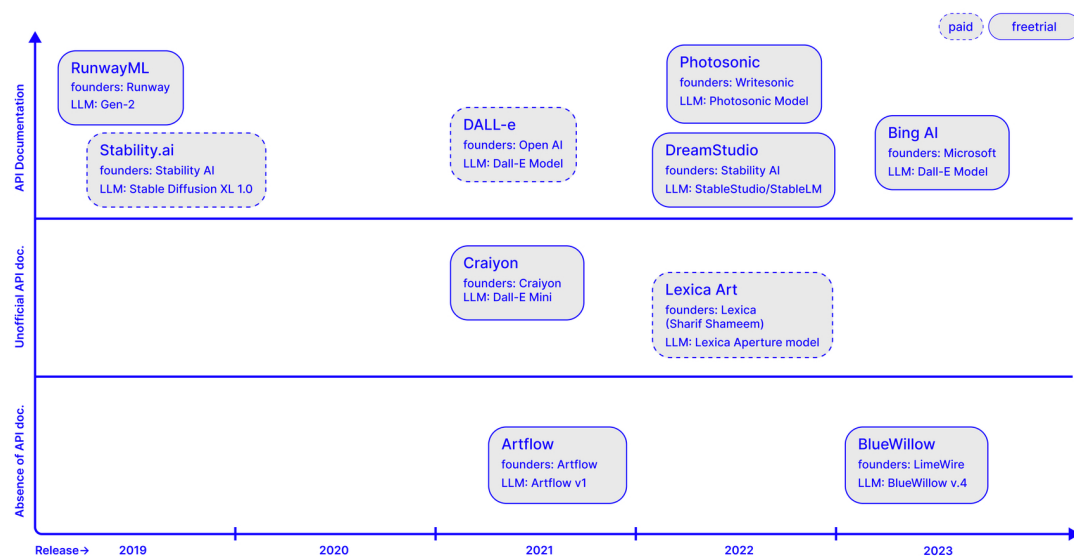 paid
freetrial
API Documentation
RunwayML
founders: Runway
LLM: Gen-2
Stability.ai
founders: Stability AI
LLM: Stable Diffusion XL 1.0
DALL-e
founders: Open AI
LLM: Dall-E Model
Photosonic
founders: Writesonic
LLM: Photosonic Model
DreamStudio
founders: Stability AI
LLM: StableStudio/StableLM
Bing AI
founders: Microsoft
LLM: Dall-E Model
Unofficial API doc.
Craiyon
founders: Craiyon
LLM: Dall-E Mini
Lexica Art
founders: Lexica
(Sharif Shameem)
LLM: Lexica Aperture model
Absence of API doc.
Artflow
founders: Artflow
LLM: Artflow v1
BlueWillow
founders: LimeWire
LLM: BlueWillow v.4
Release→
2019
2020
2021
2022
2023